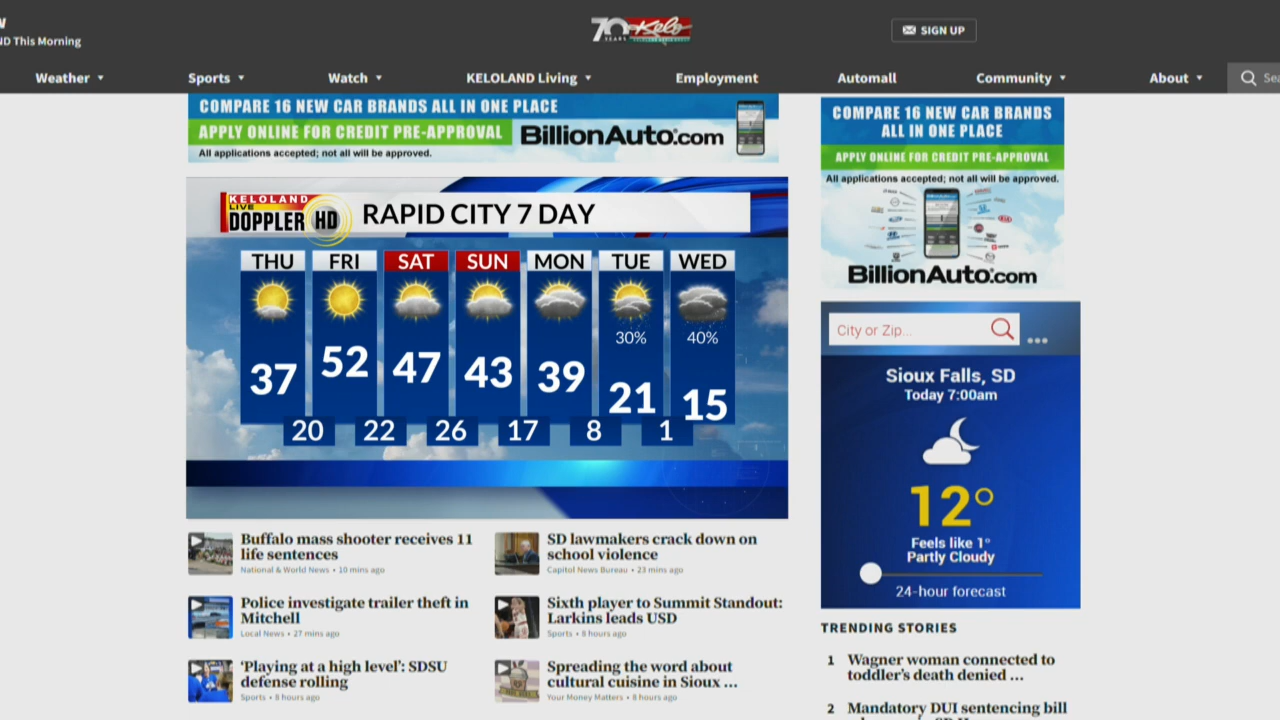 ND This Morning
70 YEARS Kelo
SIGN UP
Weather
Sports
Watch
KELOLAND Living
Employment
Automall
Community
About
Sea
COMPARE 16 NEW CAR BRANDS ALL IN ONE PLACE
APPLY ONLINE FOR CREDIT PRE-APPROVAL
BillionAuto.com
All applications accepted; not all will be approved.
COMPARE 16 NEW CAR BRANDS
ALL IN ONE PLACE
APPLY ONLINE FOR CREDIT PRE-APPROVAL
All applications accepted; not all will be approved.
BillionAuto.com
KELOLAND
LIVE
DOPPLER HD
RAPID CITY 7 DAY
THU FRI SAT SUN MON TUE WED
30% 40%
37 52 47 43 39 21 15
20 22 26 17 8 1
City or Zip...
Sioux Falls, SD
Today 7:00am
12°
Feels like 1°
Partly Cloudy
24-hour forecast
Buffalo mass shooter receives 11
life sentences
National & World News • 10 mins ago
SD lawmakers crack down on
school violence
Capitol News Bureau • 23 mins ago
Police investigate trailer theft in
Mitchell
Local News • 27 mins ago
Sixth player to Summit Standout:
Larkins leads USD
Sports • 8 hours ago
‘Playing at a high level’: SDSU
defense rolling
Sports • 8 hours ago
Spreading the word about
cultural cuisine in Sioux ...
Your Money Matters • 8 hours ago
TRENDING STORIES
1 Wagner woman connected to
toddler’s death denied ...
2 Mandatory DUI sentencing bill